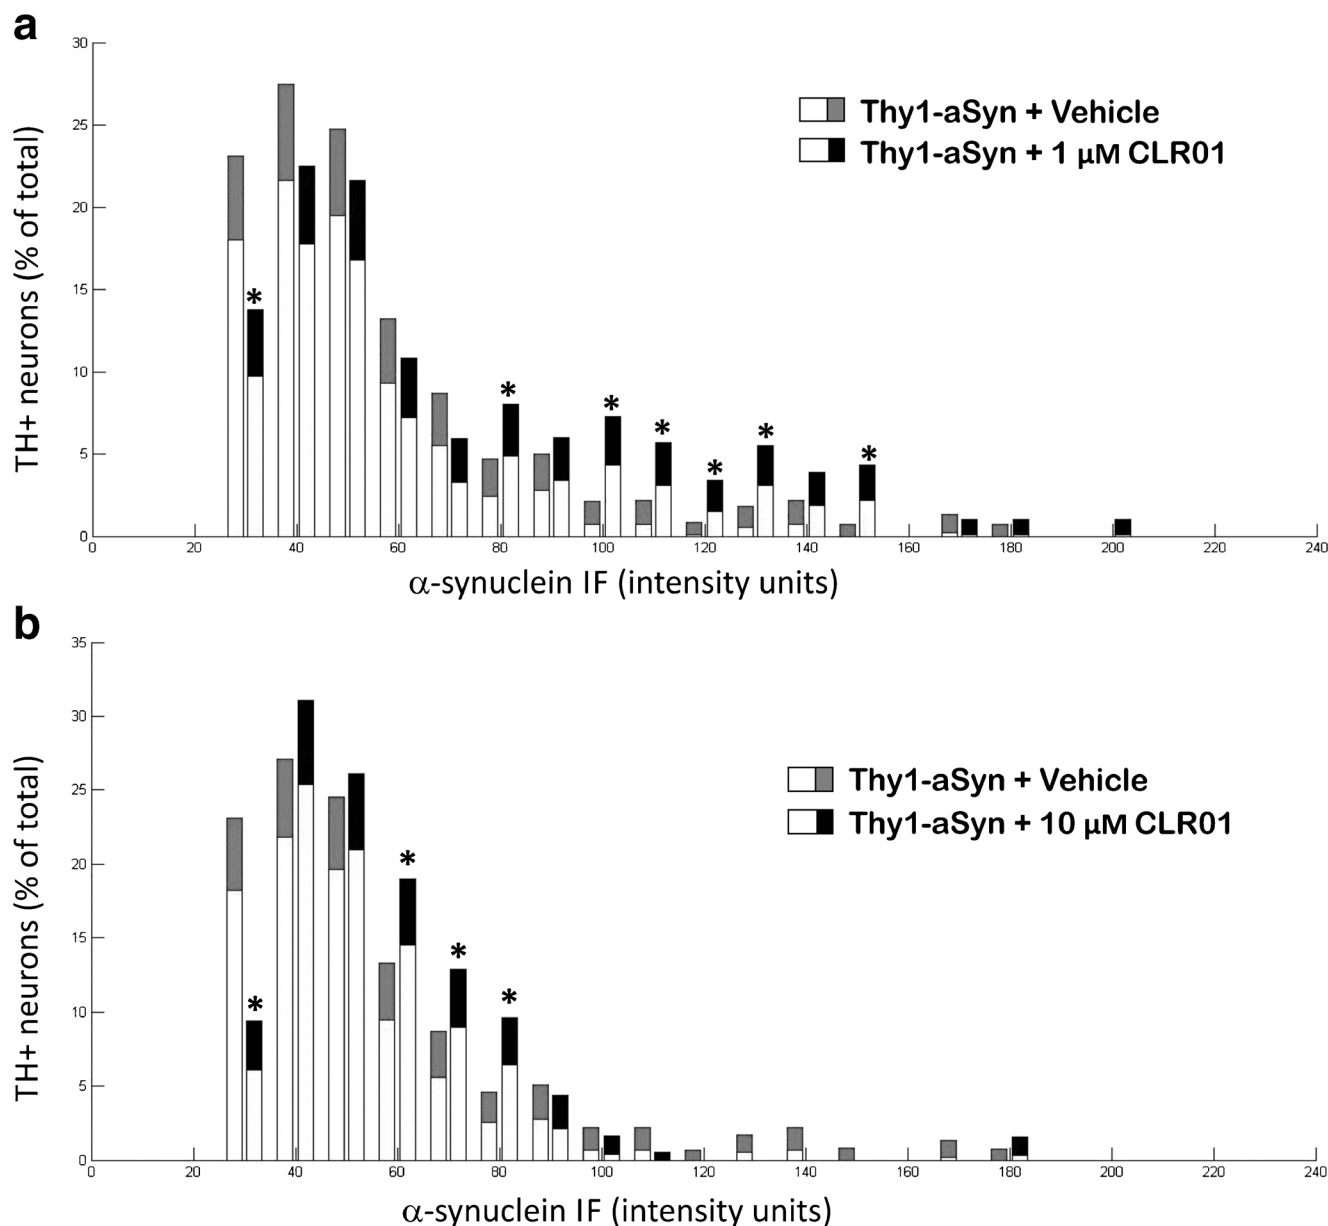 a
30
25
20
15
10
5
0
TH+ neurons (% of total)
Thy1-aSyn + Vehicle
Thy1-aSyn + 1 µM CLR01
*
* * * * * *
0 20 40 60 80 100 120 140 160 180 200 220 240
α-synuclein IF (intensity units)
b
35
30
25
20
15
10
5
0
TH+ neurons (% of total)
Thy1-aSyn + Vehicle
Thy1-aSyn + 10 µM CLR01
*
* * *
0 20 40 60 80 100 120 140 160 180 200 220 240
α-synuclein IF (intensity units)